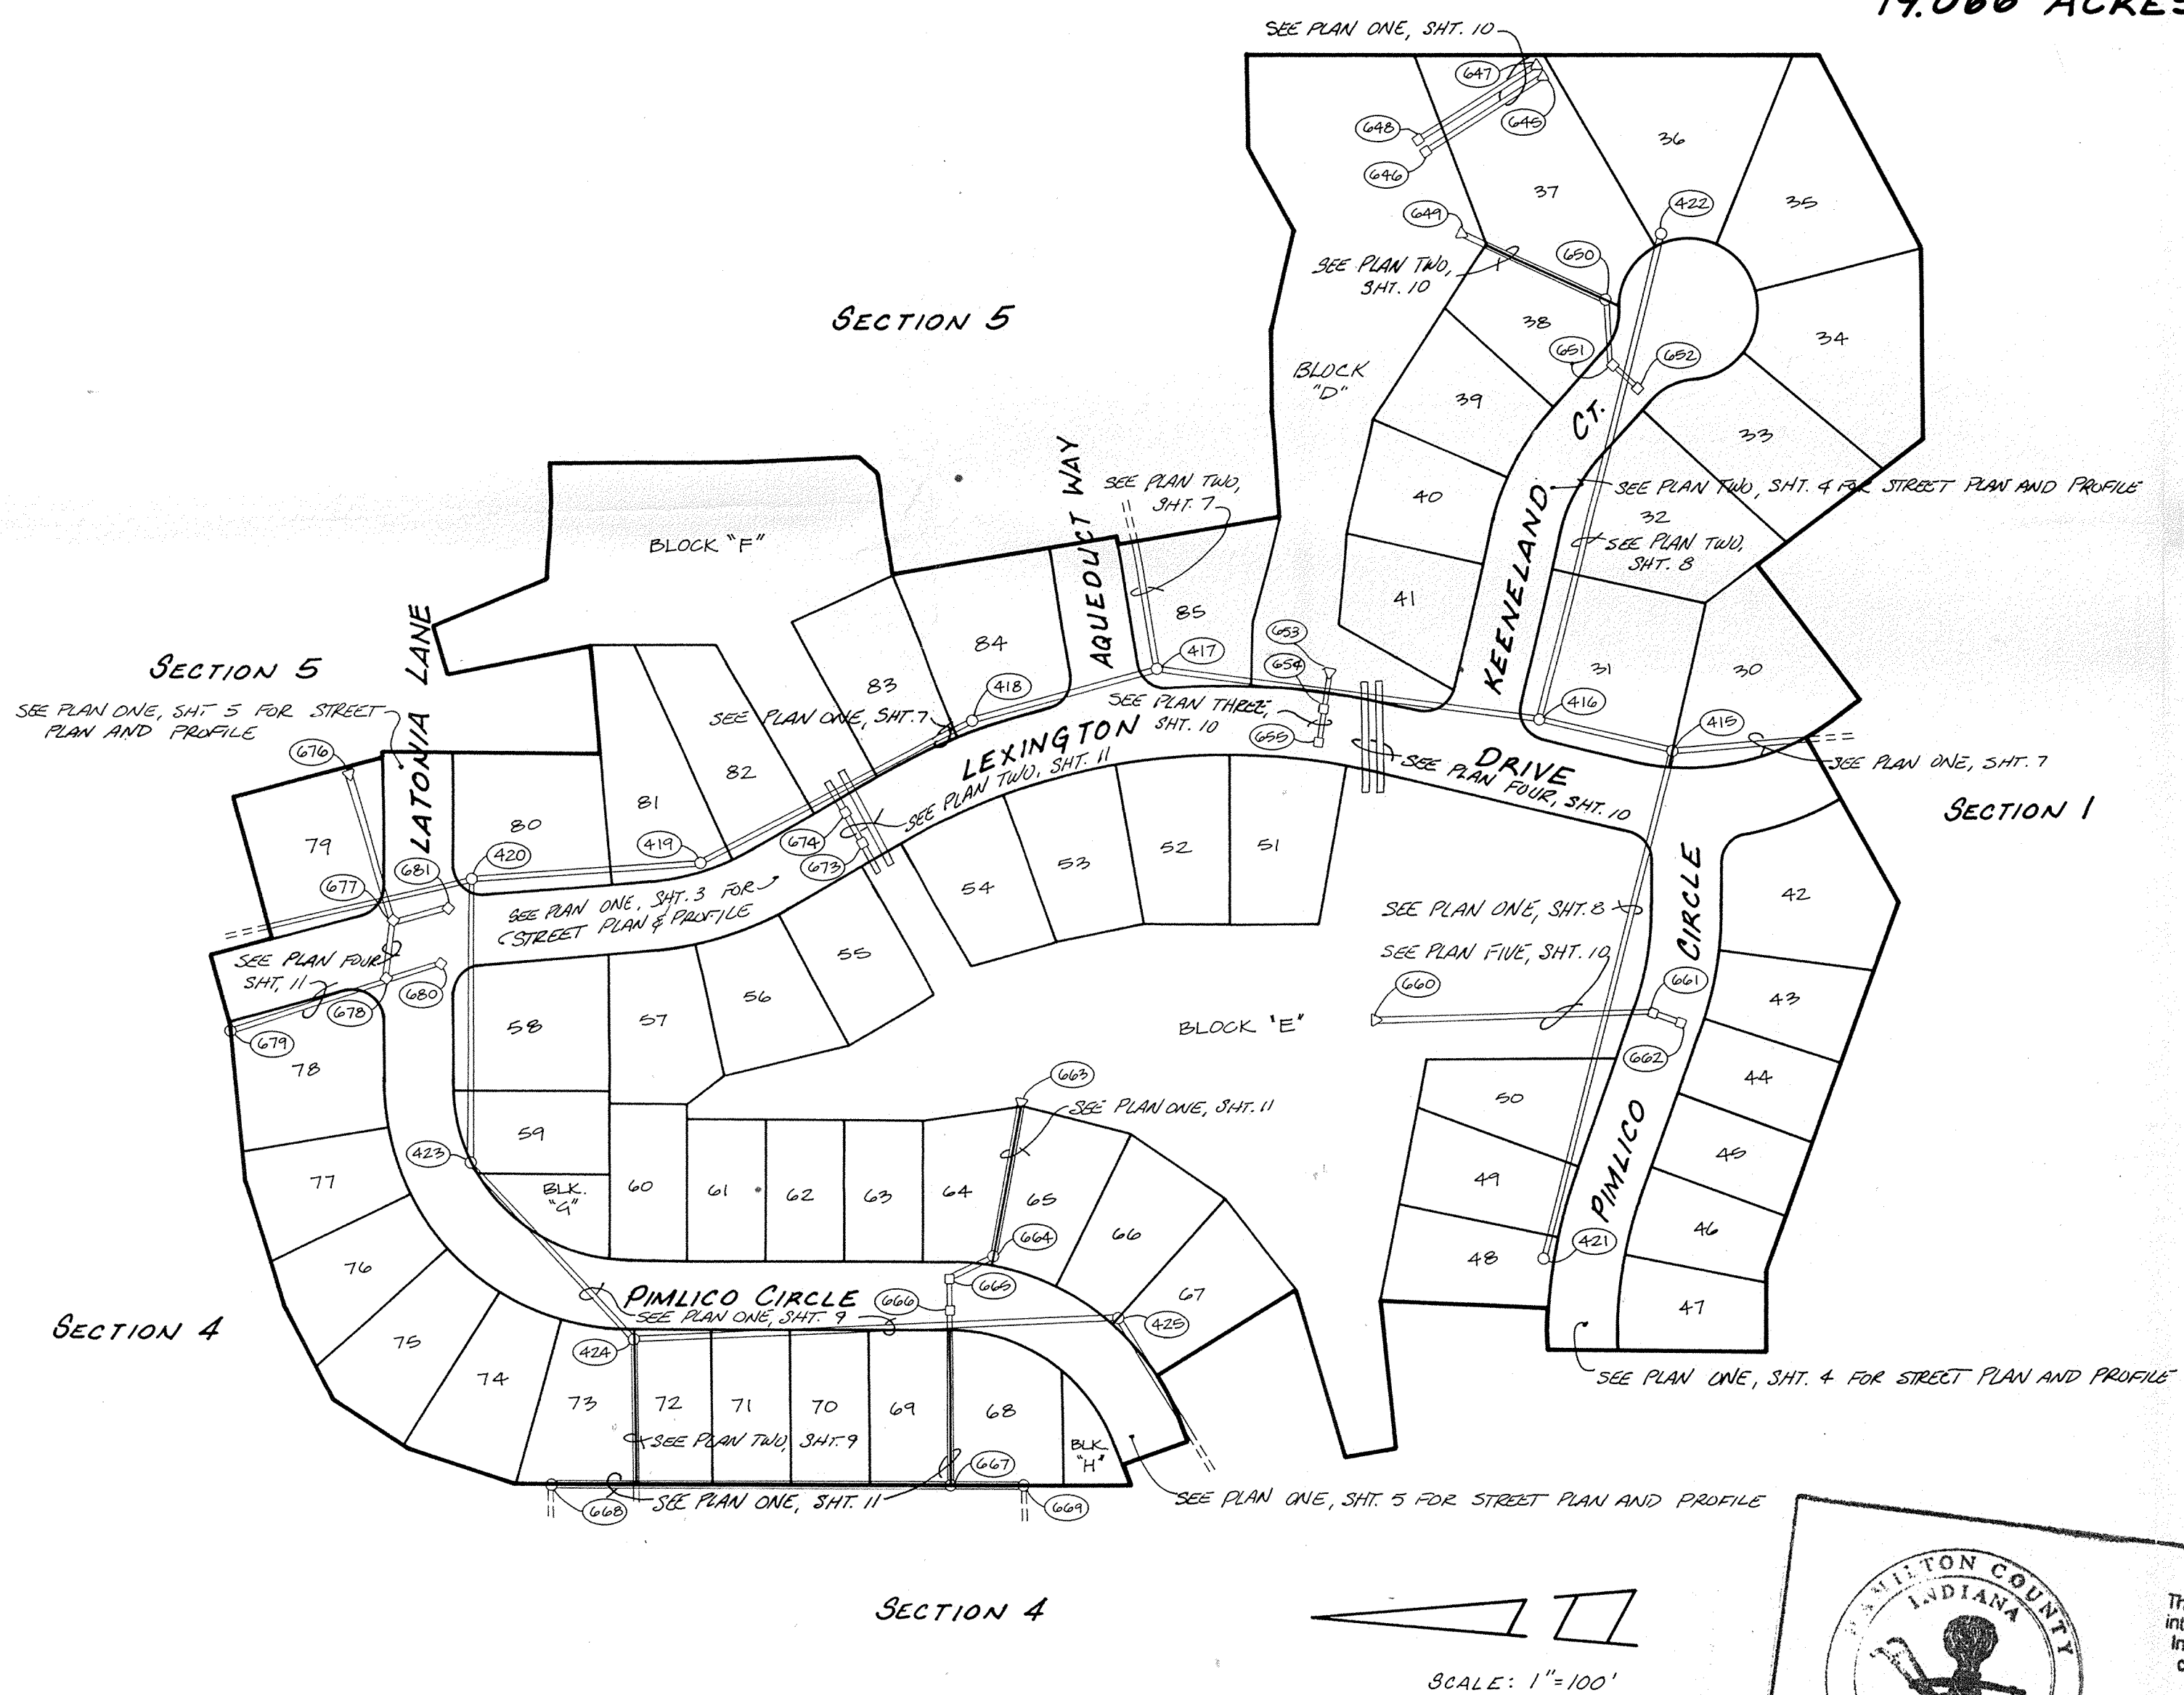 19.066 ACRES
SEE PLAN ONE, SHT. 10
647
645
648
646
36
37
35
422
649
650
SEE PLAN TWO,
SHT. 10
SECTION 5
38
34
651
652
BLOCK
"D"
39
CT.
33
40
KEENELAND
SEE PLAN TWO, SHT. 4 FOR STREET PLAN AND PROFILE
32
SEE PLAN TWO,
SHT. 8
AQUEDUCT WAY
SEE PLAN TWO,
SHT. 7
BLOCK "F"
41
85
84
653
654
655
417
31
30
416
415
SECTION 5
LATONIA LANE
SEE PLAN ONE, SHT 5 FOR STREET
PLAN AND PROFILE
676
83
418
SEE PLAN ONE, SHT. 7
SEE PLAN THREE,
SHT. 10
LEXINGTON
DRIVE
SEE PLAN TWO, SHT. 11
SEE PLAN FOUR, SHT. 10
SEE PLAN ONE, SHT. 7
SECTION 1
82
81
80
79
419
420
674
673
681
677
SEE PLAN ONE, SHT. 3 FOR
STREET PLAN & PROFILE
54
53
52
51
42
SEE PLAN ONE, SHT. 8
CIRCLE
SEE PLAN FIVE, SHT. 10
SEE PLAN FOUR
SHT, 11
680
678
679
55
56
57
58
660
661
43
BLOCK "E"
662
78
663
SEE PLAN ONE, SHT. 11
44
50
59
423
45
PIMLICO
49
77
BLK.
"G"
60
61
62
63
64
65
66
46
48
421
664
76
665
PIMLICO CIRCLE
666
SEE PLAN ONE, SHT. 9
67
47
425
SECTION 4
75
424
74
SEE PLAN ONE, SHT. 4 FOR STREET PLAN AND PROFILE
73
72
71
70
69
68
SEE PLAN TWO, SHT. 9
BLK
"H"
667
668
SEE PLAN ONE, SHT. 11
669
SEE PLAN ONE, SHT. 5 FOR STREET PLAN AND PROFILE
SECTION 4
SCALE: 1"=100'
HAMILTON COUNTY
INDIANA